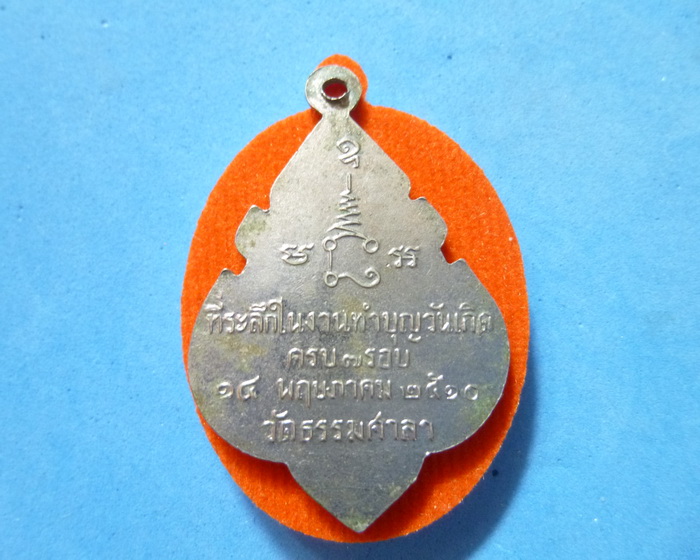 ที่ระลึกในงานทำบุญวันเกิด
ครบ ๗ รอบ
๑๔ พฤษภาคม ๒๕๑๐
วัดธรรมศาลา